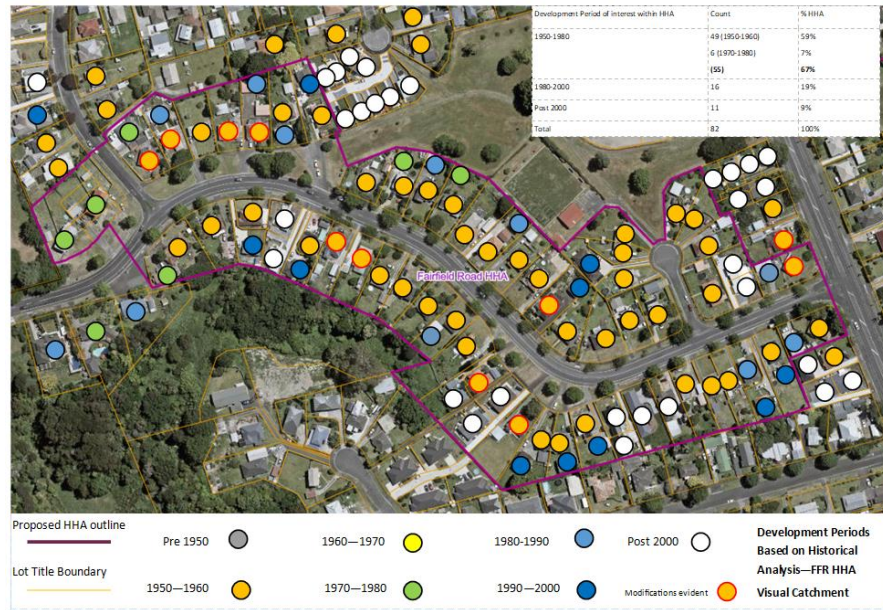 Development Period of interest within HHA Count % HHA
1950-1980 49 (1950-1960) 59%
6 (1970-1980) 7%
(55) 67%
1980-2000 16 19%
Post 2000 11 9%
Total 82 100%
Fairfield Road HHA
Proposed HHA outline
Pre 1950 1960—1970 1980-1990 Post 2000
Development Periods
Based on Historical
Analysis—FFR HHA
Visual Catchment
Lot Title Boundary
1950—1960 1970—1980 1990—2000 Modifications evident